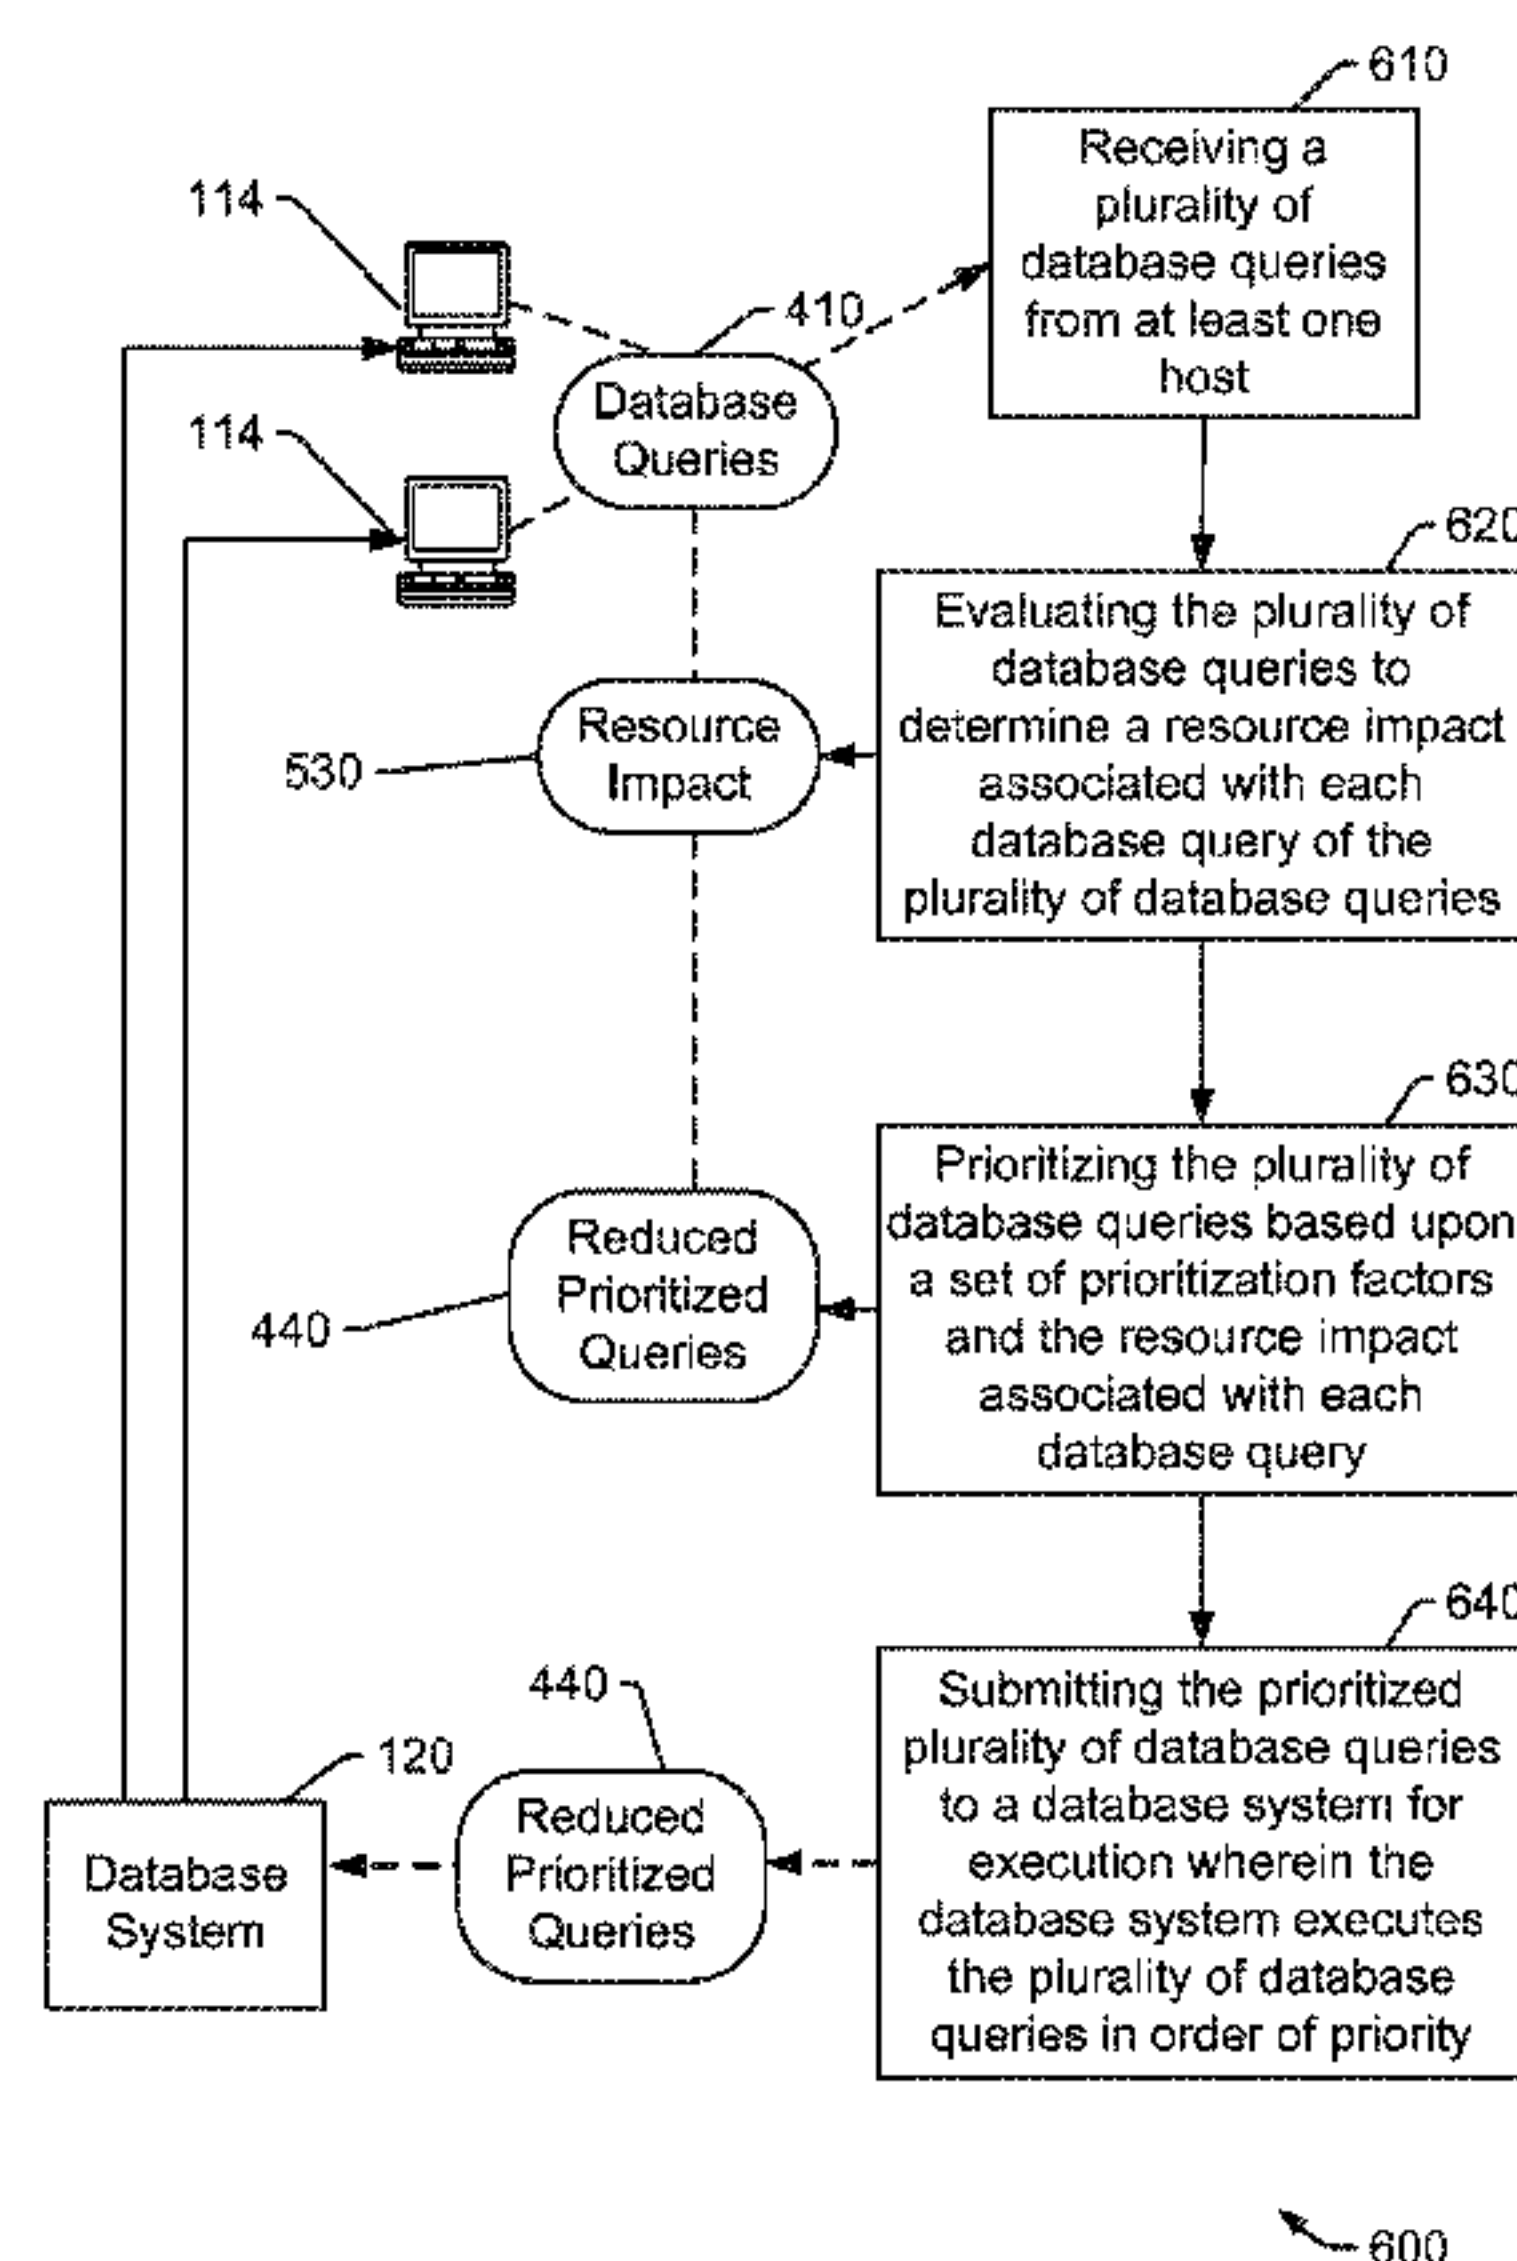 610
Receiving a
plurality of
database queries
from at least one
host
114
410
Database
Queries
114
620
Evaluating the plurality of
database queries to
determine a resource impact
associated with each
database query of the
plurality of database queries
Resource
Impact
530
630
Prioritizing the plurality of
database queries based upon
a set of prioritization factors
and the resource impact
associated with each
database query
Reduced
Prioritized
Queries
440
640
Submitting the prioritized
plurality of database queries
to a database system for
execution wherein the
database system executes
the plurality of database
queries in order of priority
440
Reduced
Prioritized
Queries
120
Database
System
600